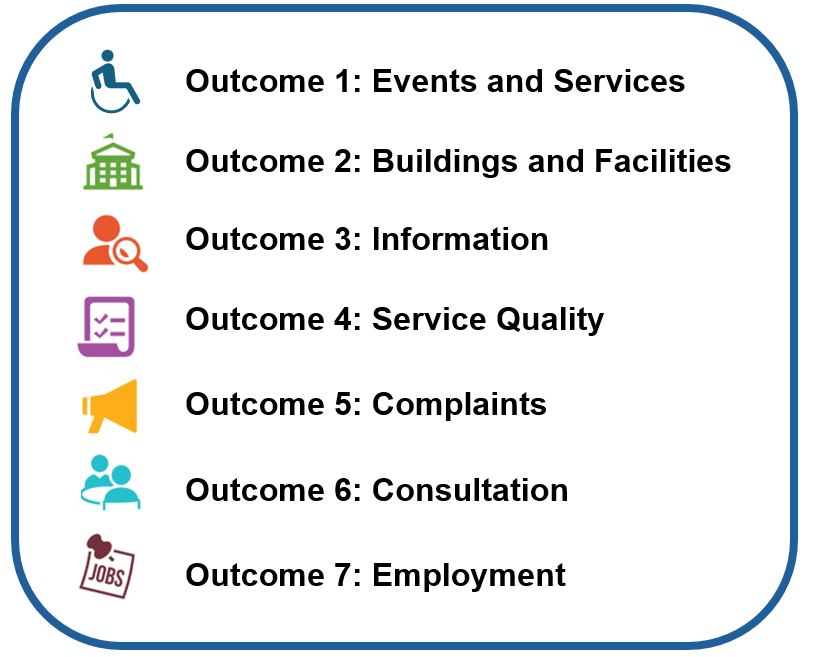 Outcome 1: Events and Services
Outcome 2: Buildings and Facilities
Outcome 3: Information
Outcome 4: Service Quality
Outcome 5: Complaints
Outcome 6: Consultation
JOBS
Outcome 7: Employment